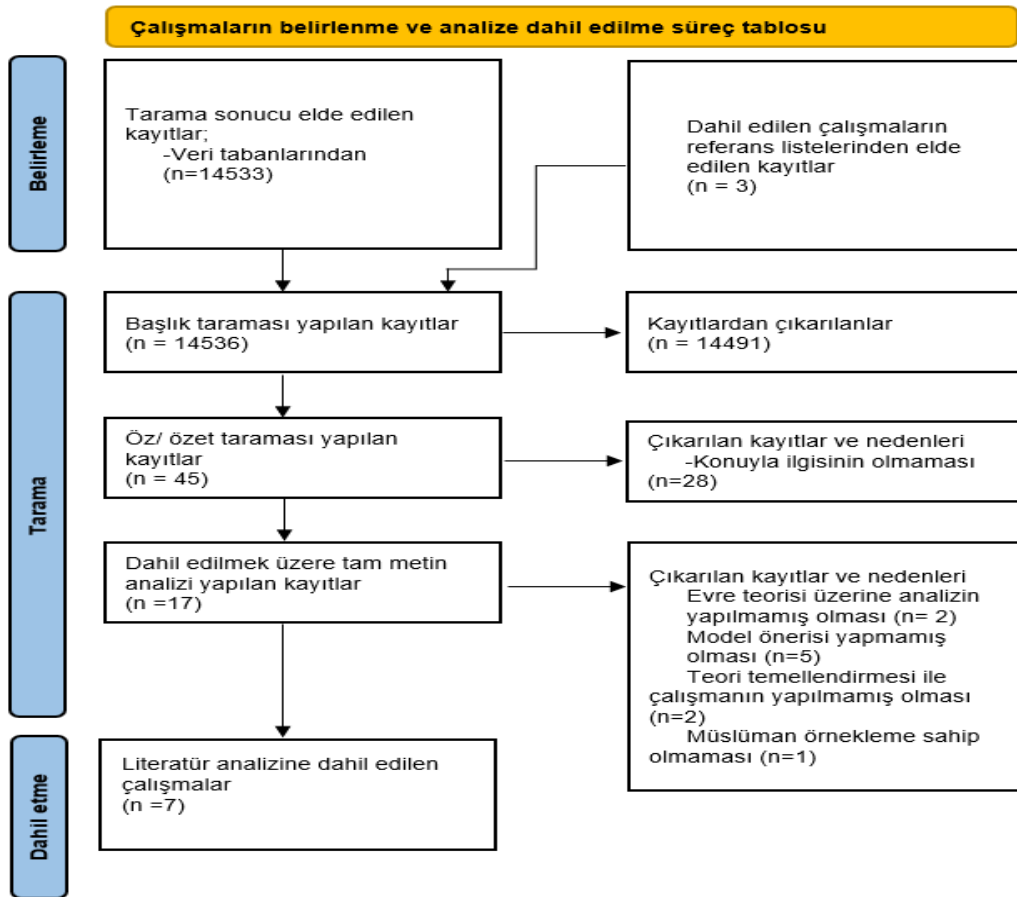 Çalışmaların belirlenme ve analize dahil edilme süreç tablosu
Belirleme
Tarama sonucu elde edilen
kayıtlar;
-Veri tabanlarından
(n=14533)
Dahil edilen çalışmaların
referans listelerinden elde
edilen kayıtlar
(n = 3)
Tarama
Başlık taraması yapılan kayıtlar
(n = 14536)
Kayıtlardan çıkarılanlar
(n = 14491)
Öz/ özet taraması yapılan
kayıtlar
(n = 45)
Çıkarılan kayıtlar ve nedenleri
-Konuyla ilgisinin olmaması
(n=28)
Dahil edilmek üzere tam metin
analizi yapılan kayıtlar
(n =17)
Çıkarılan kayıtlar ve nedenleri
Evre teorisi üzerine analizin
yapılmamış olması (n= 2)
Model önerisi yapmamış
olması (n=5)
Teori temellendirmesi ile
çalışmanın yapılmamış olması
(n=2)
Müslüman örnekleme sahip
olmaması (n=1)
Dahil etme
Literatür analizine dahil edilen
çalışmalar
(n =7)